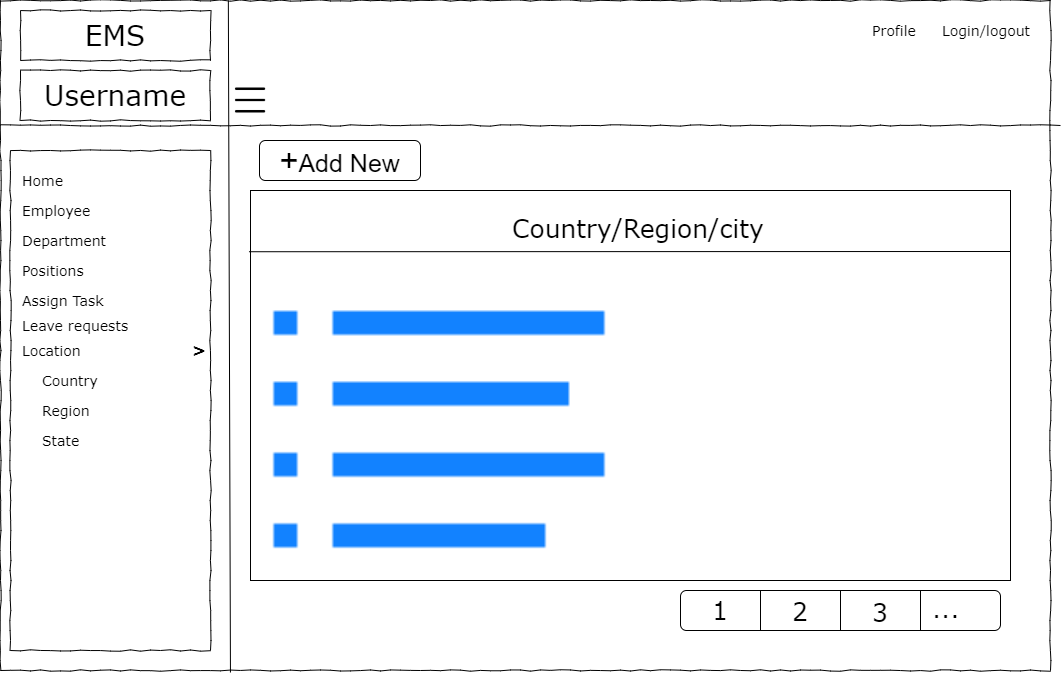 EMS
Profile
Login/logout
Username
+Add New
Home
Employee
Department
Positions
Assign Task
Leave requests
Location >
Country
Region
State
Country/Region/city
1 2 3 ...